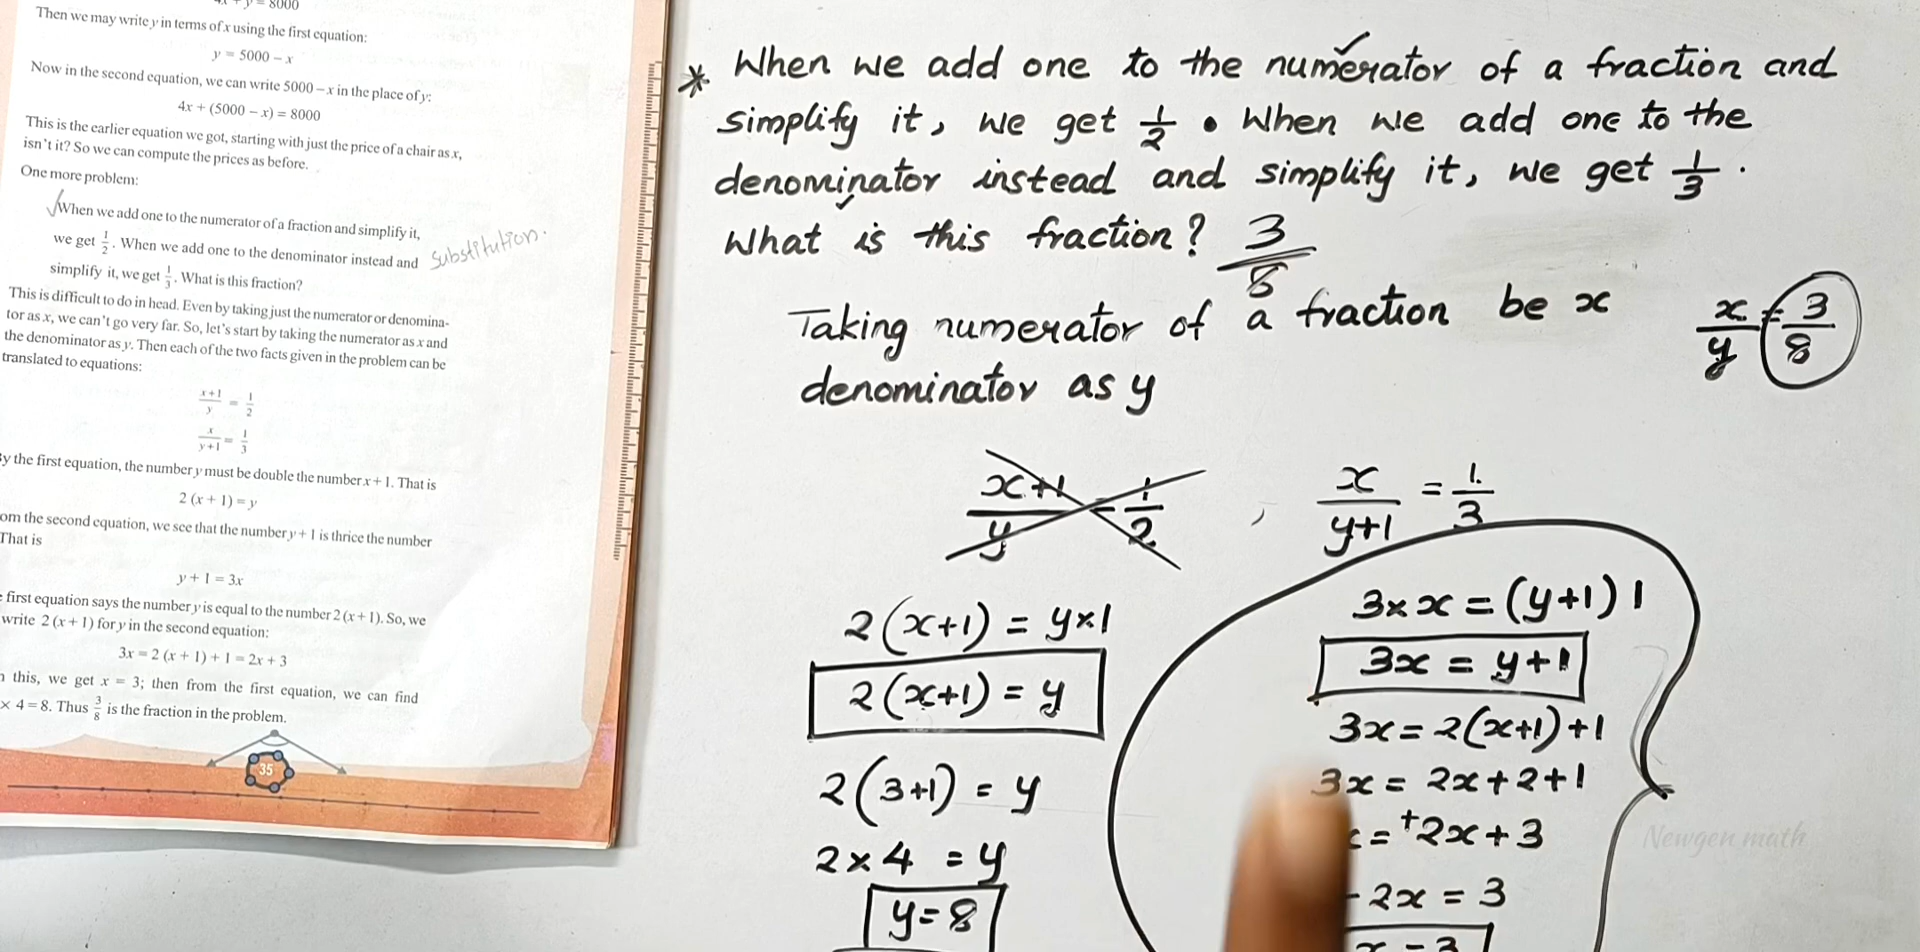 4x + y = 8000
Then we may write y in terms of x using the first equation:
y = 5000 – x
Now in the second equation, we can write 5000 – x in the place of y:
4x + (5000 – x) = 8000
This is the earlier equation we got, starting with just the price of a chair as x,
isn't it? So we can compute the prices as before.
One more problem:
When we add one to the numerator of a fraction and simplify it,
we get 1/2 . When we add one to the denominator instead and
simplify it, we get 1/3 . What is this fraction?
substitution.
This is difficult to do in head. Even by taking just the numerator or denomina-
tor as x, we can't go very far. So, let's start by taking the numerator as x and
the denominator as y. Then each of the two facts given in the problem can be
translated to equations:
x+1/y = 1/2
x/y+1 = 1/3
By the first equation, the number y must be double the number x + 1. That is
2 (x + 1) = y
om the second equation, we see that the number y + 1 is thrice the number
That is
y + 1 = 3x
first equation says the number y is equal to the number 2 (x + 1). So, we
write 2 (x + 1) for y in the second equation:
3x = 2 (x + 1) + 1 = 2x + 3
this, we get x = 3; then from the first equation, we can find
× 4 = 8. Thus 3/8 is the fraction in the problem.
35
* When we add one to the numerator of a fraction and
simplify it, we get 1/2 . When we add one to the
denominator instead and simplify it, we get 1/3 .
What is this fraction? 3/8
Taking numerator of a fraction be x
denominator as y
x/y = 3/8
x+1/y = 1/2 , x/y+1 = 1/3
2(x+1) = y×1
2(x+1) = y
2(3+1) = y
2×4 = y
y=8
3×x = (y+1) 1
3x = y+1
3x = 2(x+1)+1
3x = 2x+2+1
= +2x+3
- 2x = 3
x = 3
Newgen math